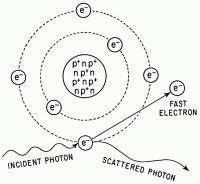 e⁻
e⁻
p⁺n p⁺
n p⁺n
p⁺n p⁺
n p⁺n
e⁻
e⁻
e⁻
e⁻
FAST
ELECTRON
e⁻
INCIDENT PHOTON
SCATTERED PHOTON